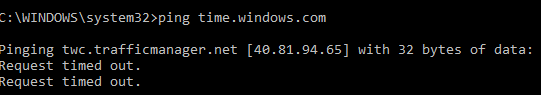 C:\WINDOWS\system32>ping time.windows.com
Pinging twc.trafficmanager.net [40.81.94.65] with 32 bytes of data:
Request timed out.
Request timed out.